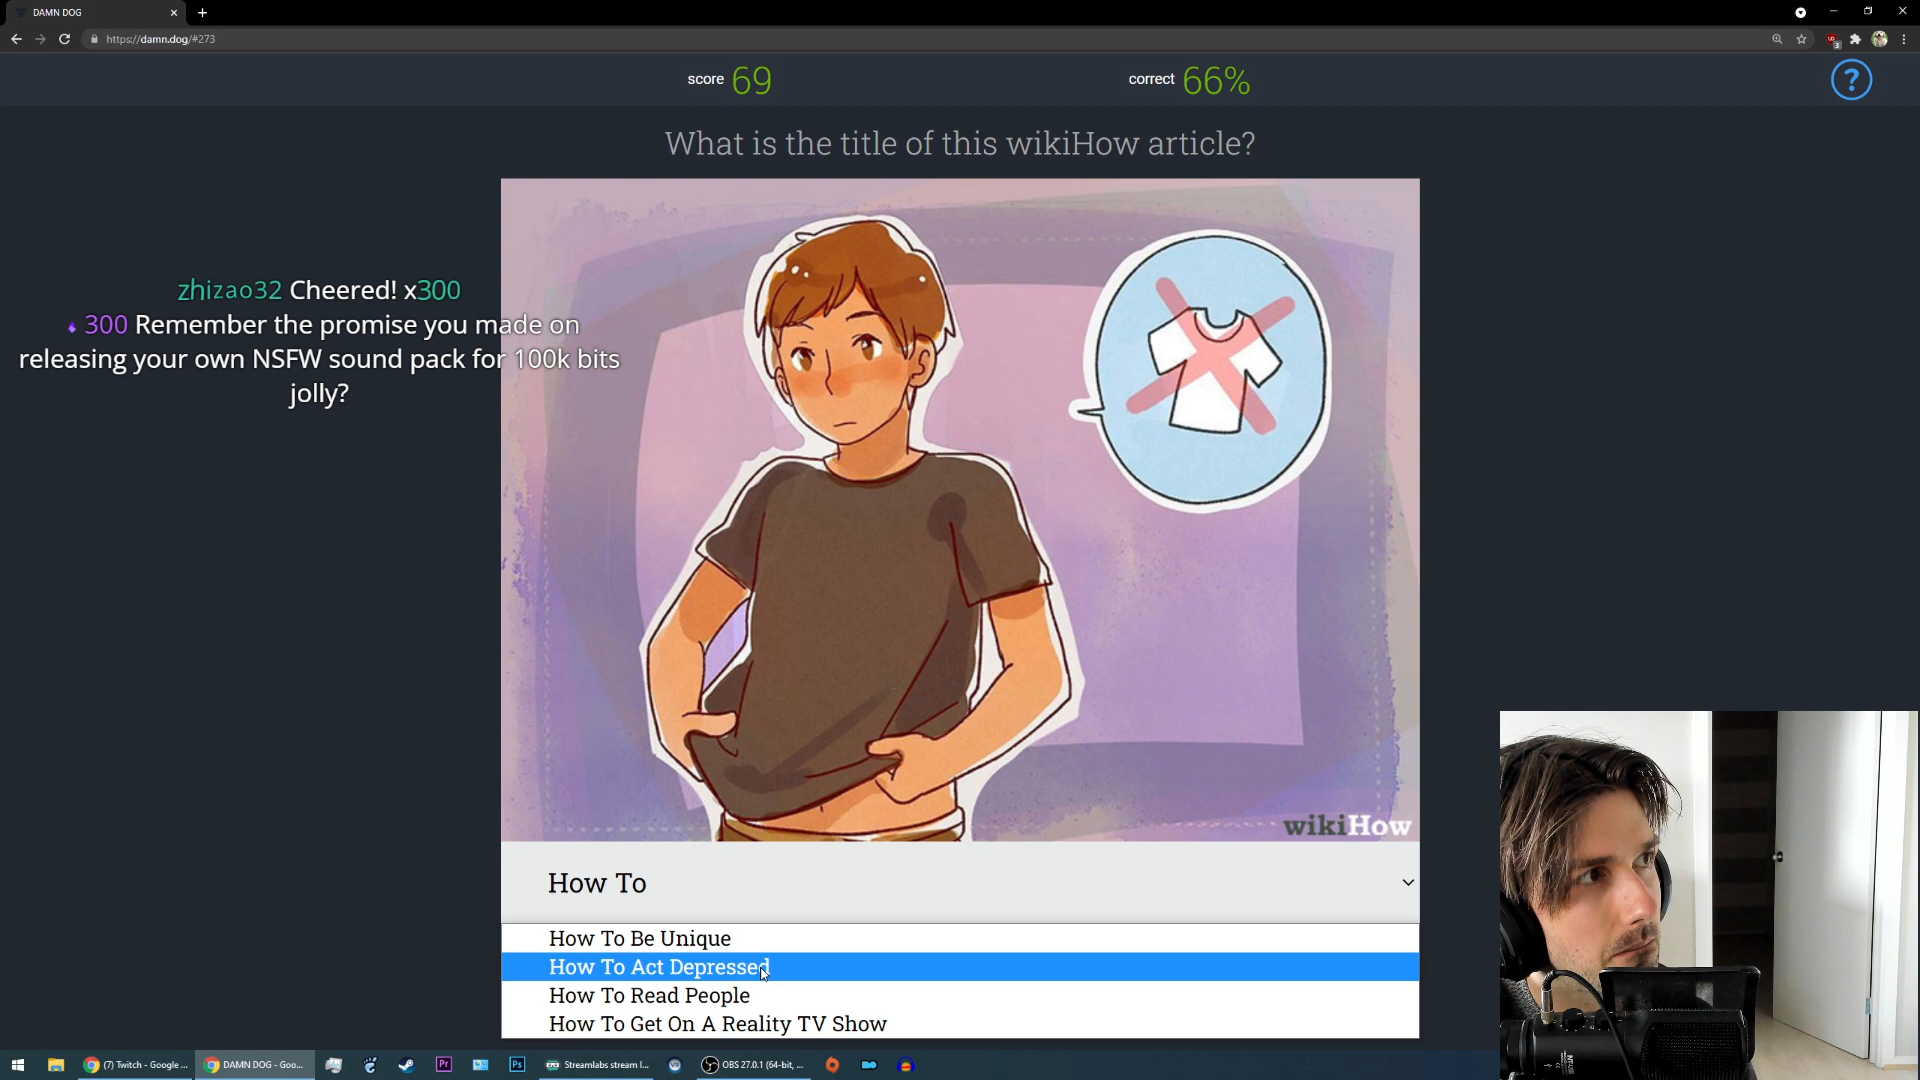 DAMN DOG
https://damn.dog/#273
score 69
correct 66%
?
What is the title of this wikiHow article?
zhizao32 Cheered! x300
300 Remember the promise you made on
releasing your own NSFW sound pack for 100k bits
jolly?
wikiHow
How To
How To Be Unique
How To Act Depressed
How To Read People
How To Get On A Reality TV Show
(7) Twitch - Google ...
DAMN DOG - Goo...
Pr
Ps
Streamlabs stream l...
OBS 27.0.1 (64-bit, ...